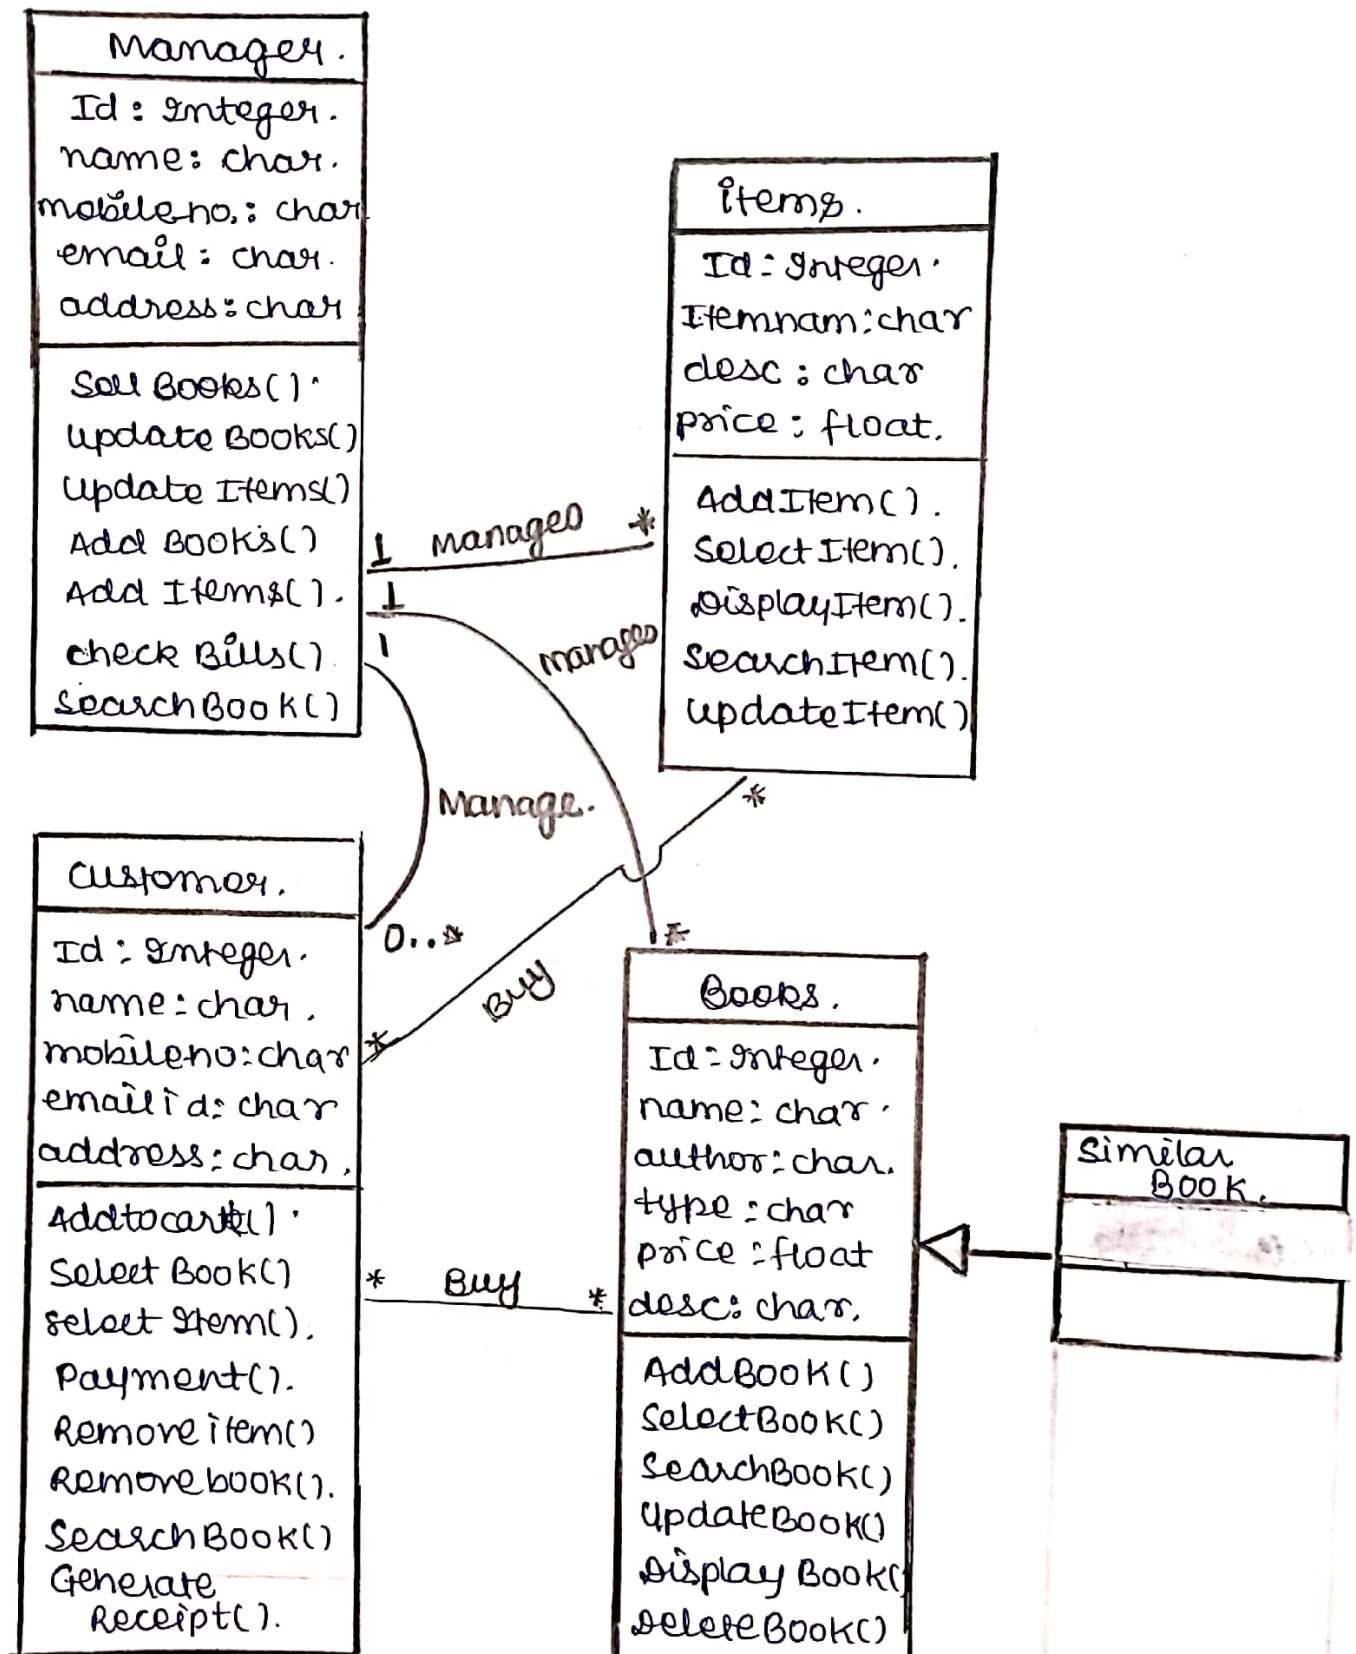 Manager.
Id : Integer.
name: char.
mobileno.: char
email : char.
address: char
Sell Books().
Update Books()
Update Items()
Add Books()
Add Items().
check Bills()
SearchBook()
items.
Id : Integer.
Itemnam: char
desc : char
price : float.
AddItem().
Select Item().
DisplayItem().
SearchItem().
UpdateItem()
1 Manages *
1
manages
1
Manage.
0..*
*
*
Buy
*
customer.
Id : Integer.
name: char.
mobileno: char
emailid: char
address: char.
Addtocart().
Select Book()
select Item().
Payment().
Remove item()
Remove book().
Search Book()
Generate
Receipt().
* Buy *
Books.
Id : Integer.
name: char.
author: char.
type : char
price : float
desc: char.
AddBook()
SelectBook()
SearchBook()
UpdateBook()
Display Book()
DeleteBook()
Similar
Book.